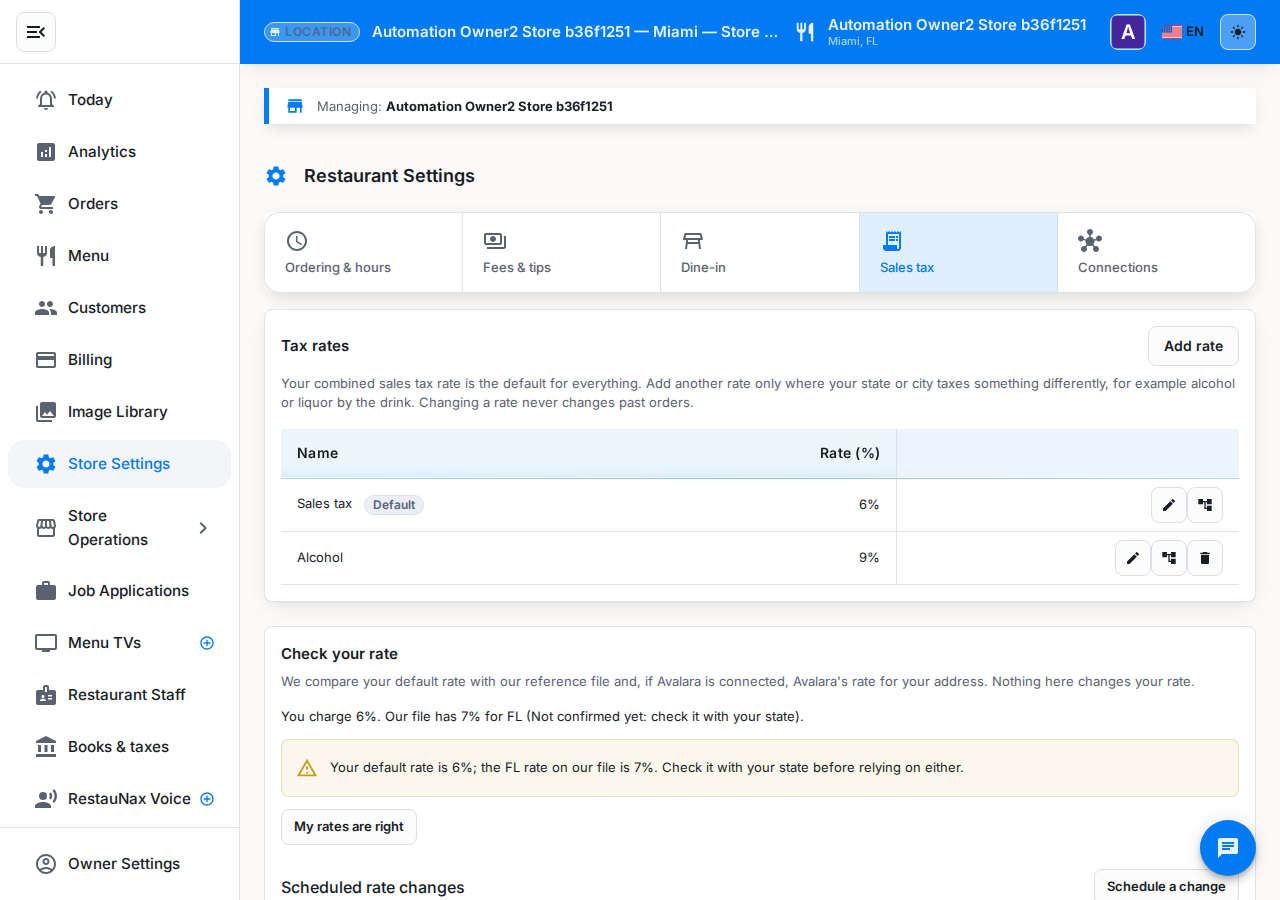 LOCATION
Automation Owner2 Store b36f1251 — Miami — Store ...
Automation Owner2 Store b36f1251
Miami, FL
A
EN
Today
Analytics
Orders
Menu
Customers
Billing
Image Library
Store Settings
Store
Operations
Job Applications
Menu TVs
Restaurant Staff
Books & taxes
RestauNax Voice
Owner Settings
Managing: Automation Owner2 Store b36f1251
Restaurant Settings
Ordering & hours
Fees & tips
Dine-in
Sales tax
Connections
Tax rates
Add rate
Your combined sales tax rate is the default for everything. Add another rate only where your state or city taxes something differently, for example alcohol
or liquor by the drink. Changing a rate never changes past orders.
Name Rate (%)
Sales tax Default 6%
Alcohol 9%
Check your rate
We compare your default rate with our reference file and, if Avalara is connected, Avalara's rate for your address. Nothing here changes your rate.
You charge 6%. Our file has 7% for FL (Not confirmed yet: check it with your state).
Your default rate is 6%; the FL rate on our file is 7%. Check it with your state before relying on either.
My rates are right
Scheduled rate changes
Schedule a change